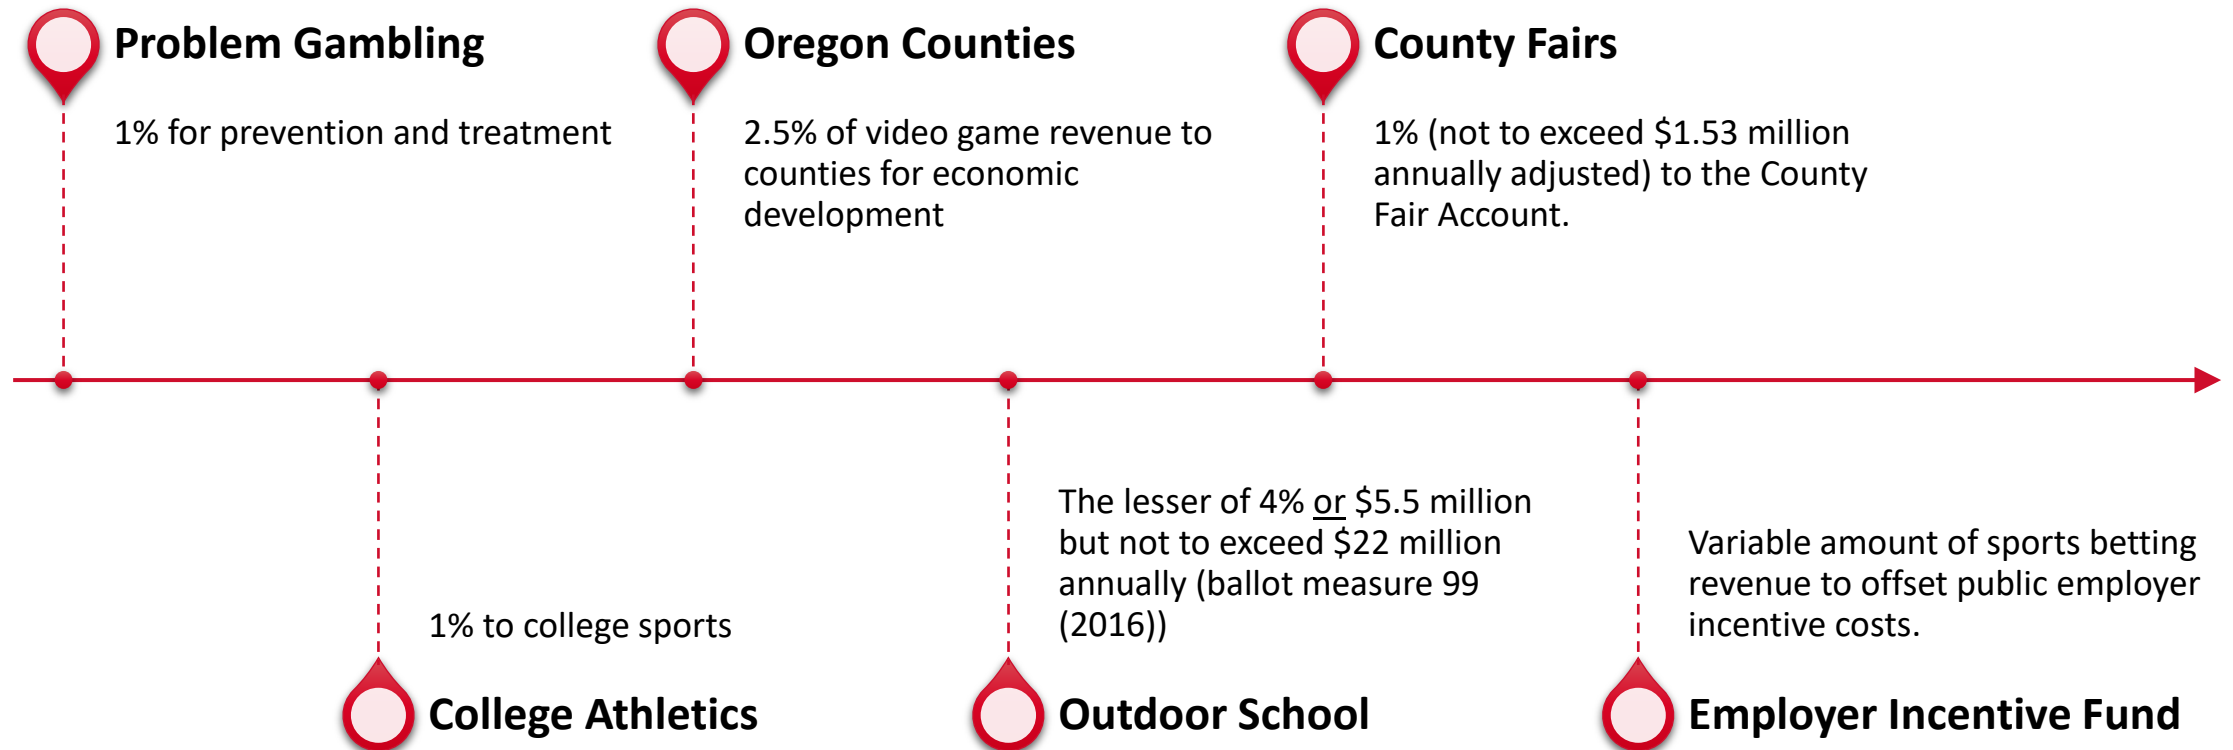 Problem Gambling
1% for prevention and treatment
Oregon Counties
2.5% of video game revenue to
counties for economic
development
County Fairs
1% (not to exceed $1.53 million
annually adjusted) to the County
Fair Account.
1% to college sports
College Athletics
The lesser of 4% or $5.5 million
but not to exceed $22 million
annually (ballot measure 99
(2016))
Outdoor School
Variable amount of sports betting
revenue to offset public employer
incentive costs.
Employer Incentive Fund